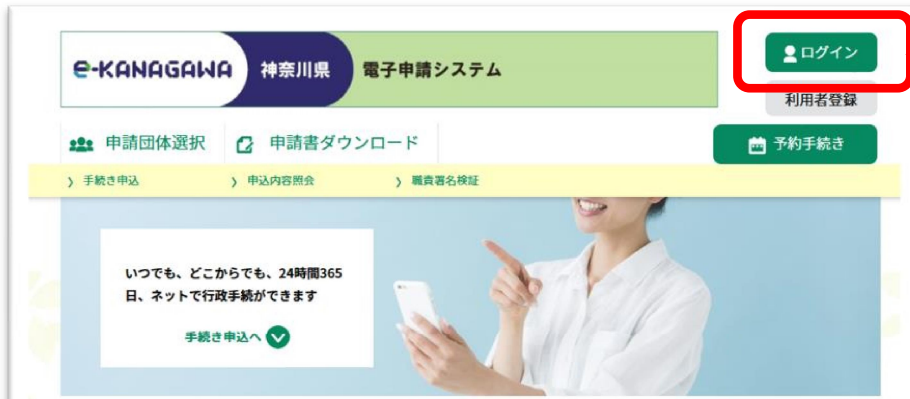 e-KANAGAWA 神奈川県 電子申請システム
ログイン
利用者登録
申請団体選択 申請書ダウンロード
予約手続き
手続き申込 申込内容照会 職責署名検証
いつでも、どこからでも、24時間365
日、ネットで行政手続ができます
手続き申込へ